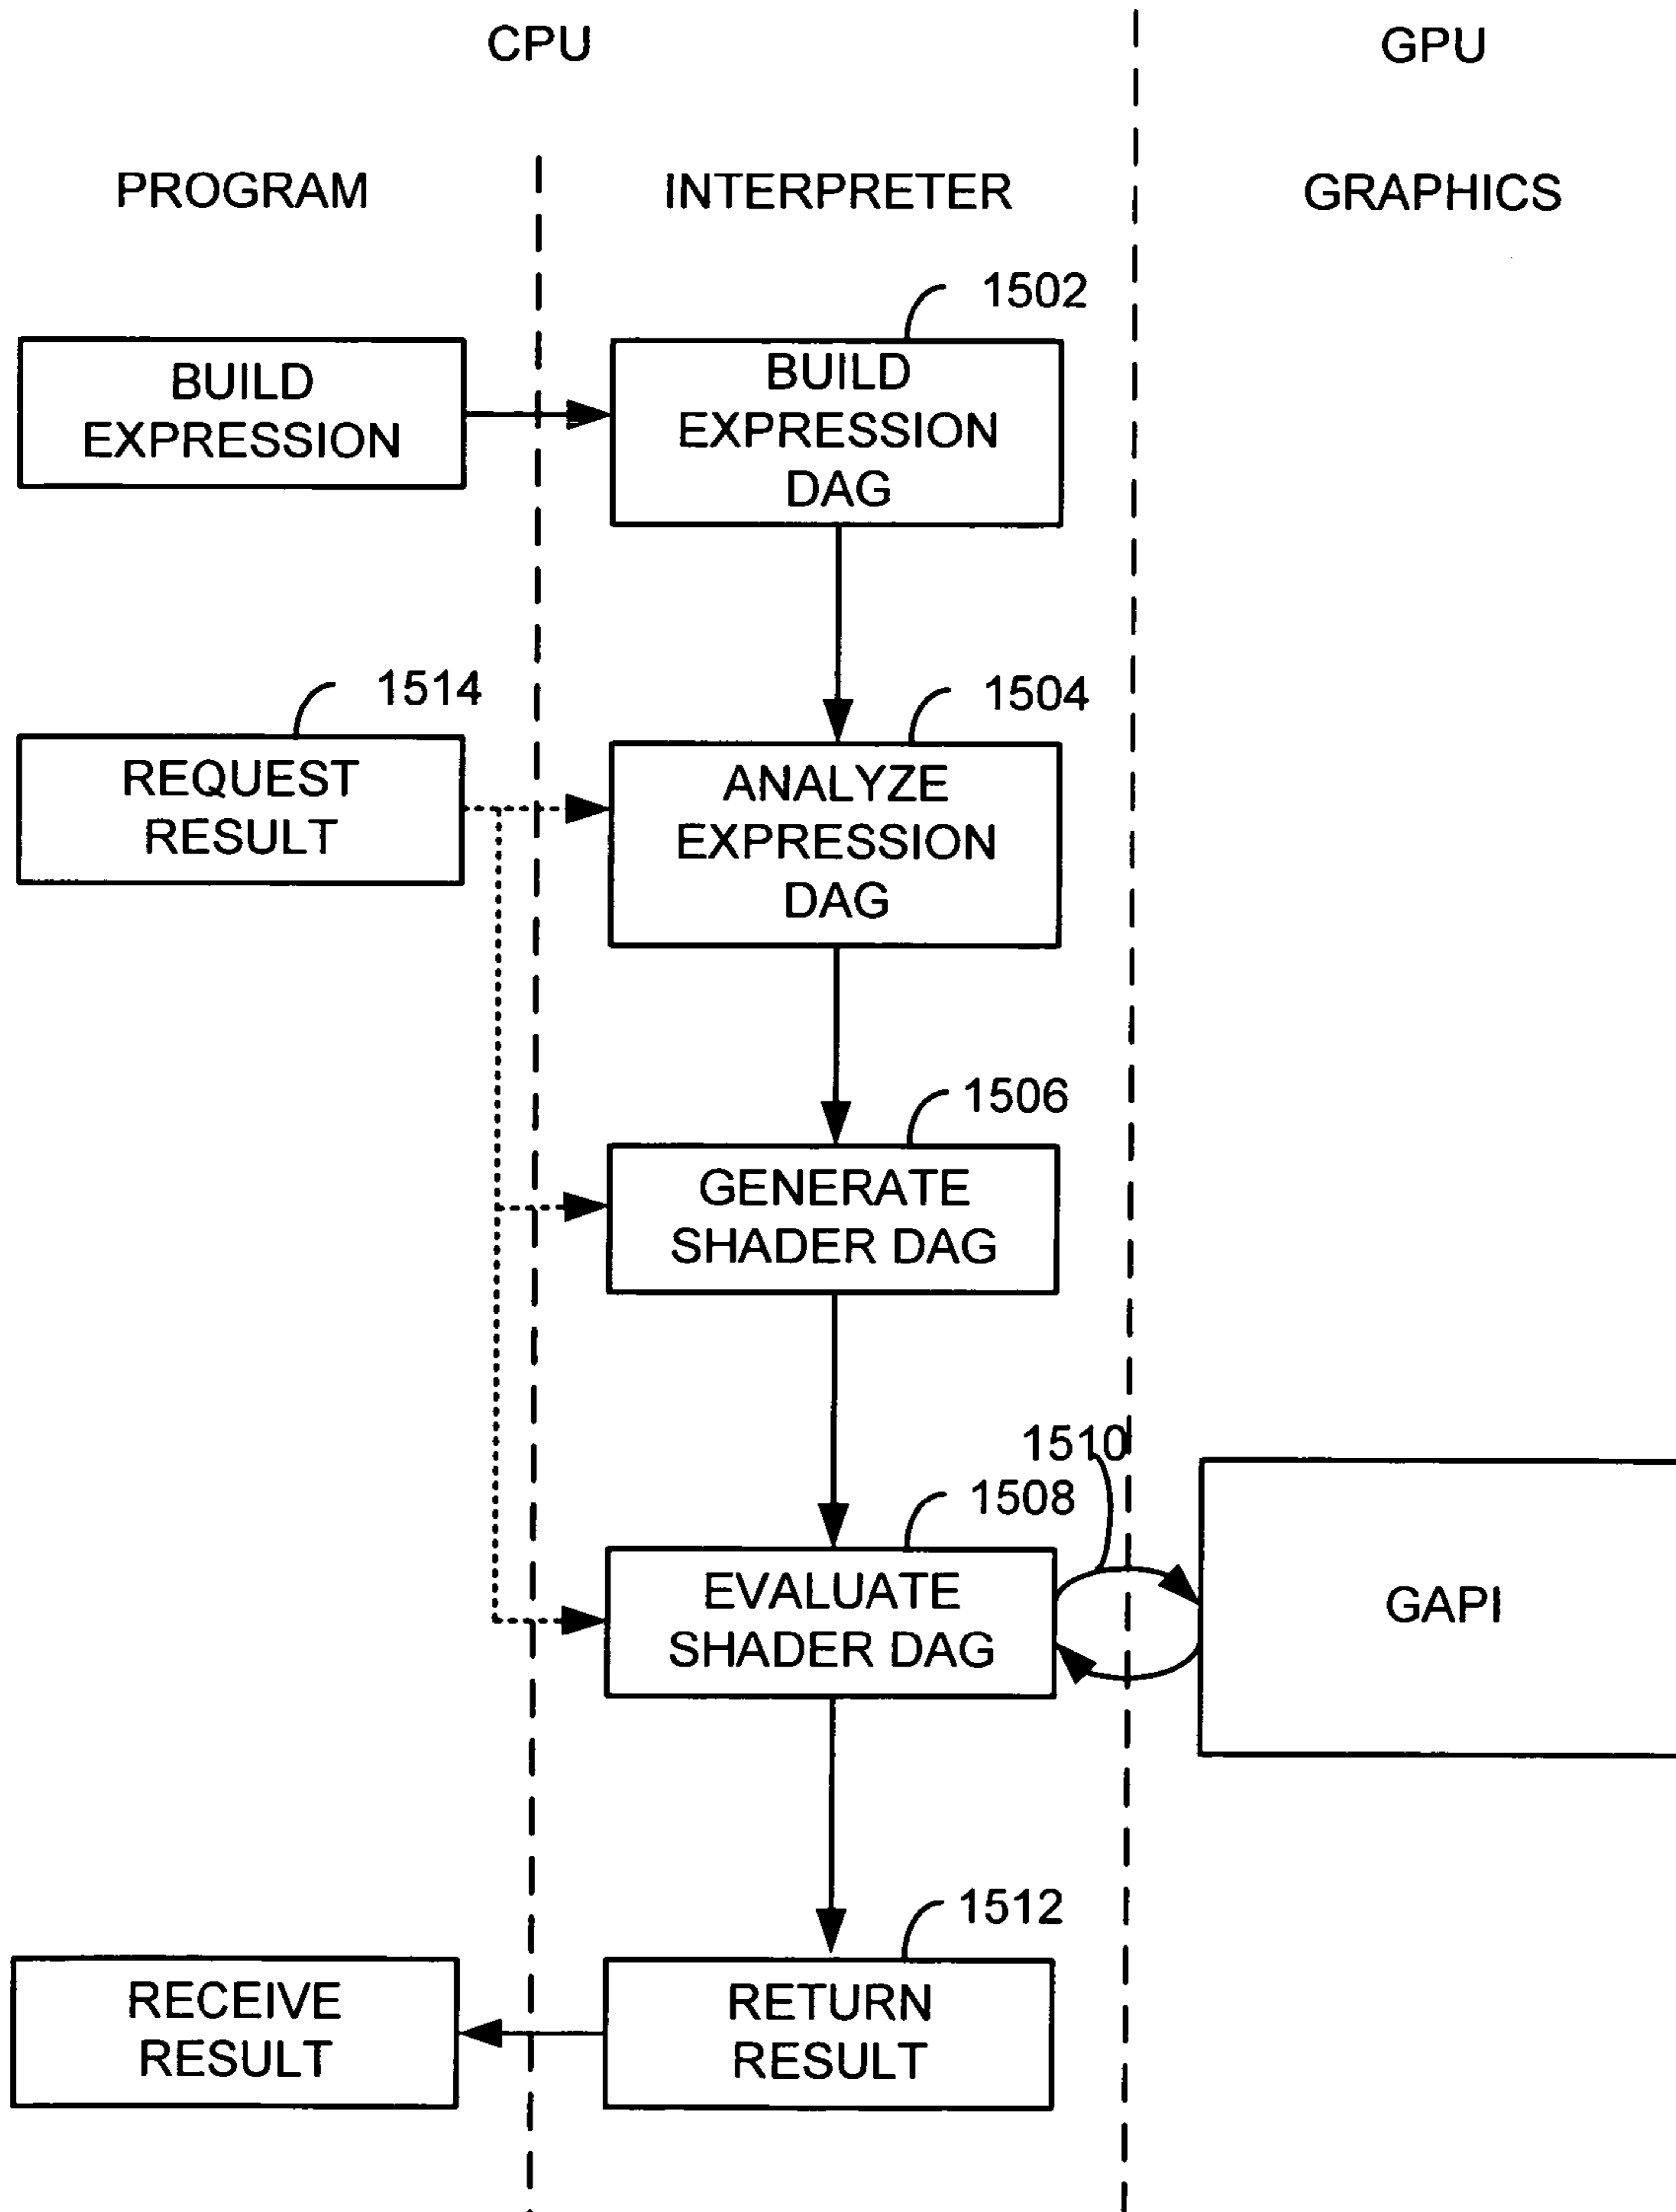 CPU
GPU
PROGRAM
INTERPRETER
GRAPHICS
1502
BUILD
EXPRESSION
BUILD
EXPRESSION
DAG
1514
1504
REQUEST
RESULT
ANALYZE
EXPRESSION
DAG
1506
GENERATE
SHADER DAG
1510
1508
EVALUATE
SHADER DAG
GAPI
1512
RECEIVE
RESULT
RETURN
RESULT